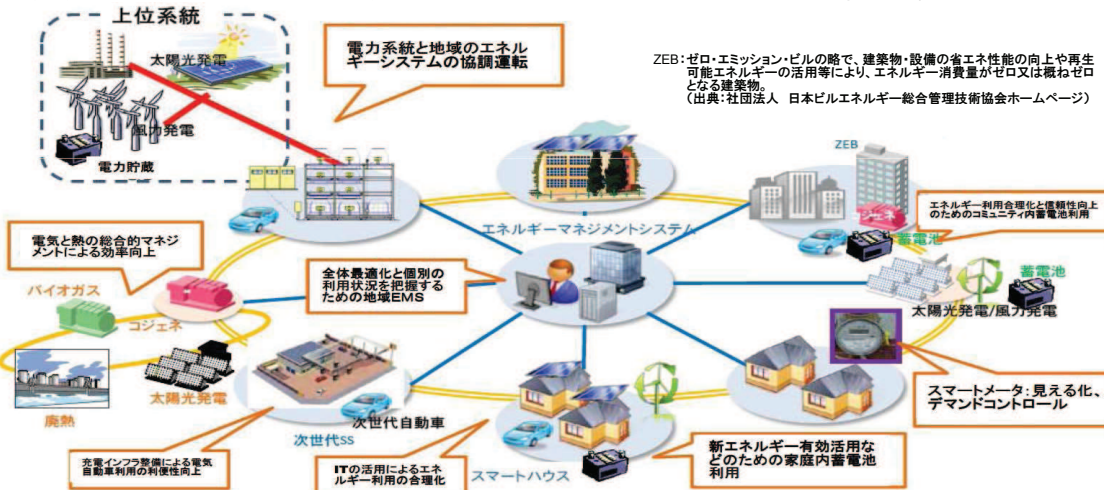 上位系統
太陽光発電
風力発電
電力貯蔵
電力系統と地域のエネル
ギーシステムの協調運転
ZEB:ゼロ・エミッション・ビルの略で、建築物・設備の省エネ性能の向上や再生
可能エネルギーの活用等により、エネルギー消費量がゼロ又は概ねゼロ
となる建築物。
(出典:社団法人 日本ビルエネルギー総合管理技術協会ホームページ)
ZEB
コジェネ
蓄電池
エネルギー利用合理化と信頼性向上
のためのコミュニティ内蓄電池利用
エネルギーマネジメントシステム
電気と熱の総合的マネジ
メントによる効率向上
全体最適化と個別の
利用状況を把握する
ための地域EMS
蓄電池
太陽光発電/風力発電
バイオガス
コジェネ
太陽光発電
廃熱
スマートメータ:見える化、
デマンドコントロール
次世代自動車
次世代SS
スマートハウス
充電インフラ整備による電気
自動車利用の利便性向上
ITの活用によるエネ
ルギー利用の合理化
新エネルギー有効活用な
どのための家庭内蓄電池
利用